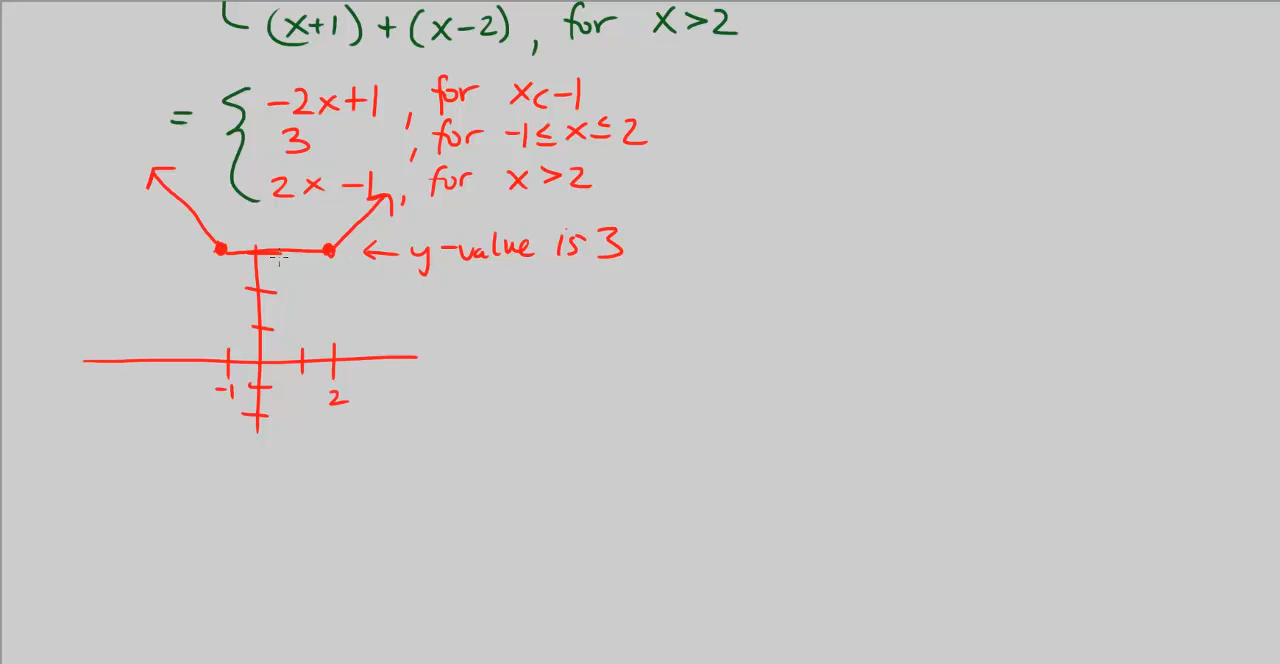 (x+1) + (x-2) , for x>2
= { -2x+1 , for x<-1
3 , for -1≤x≤2
2x-1 , for x>2
← y-value is 3
-1 2